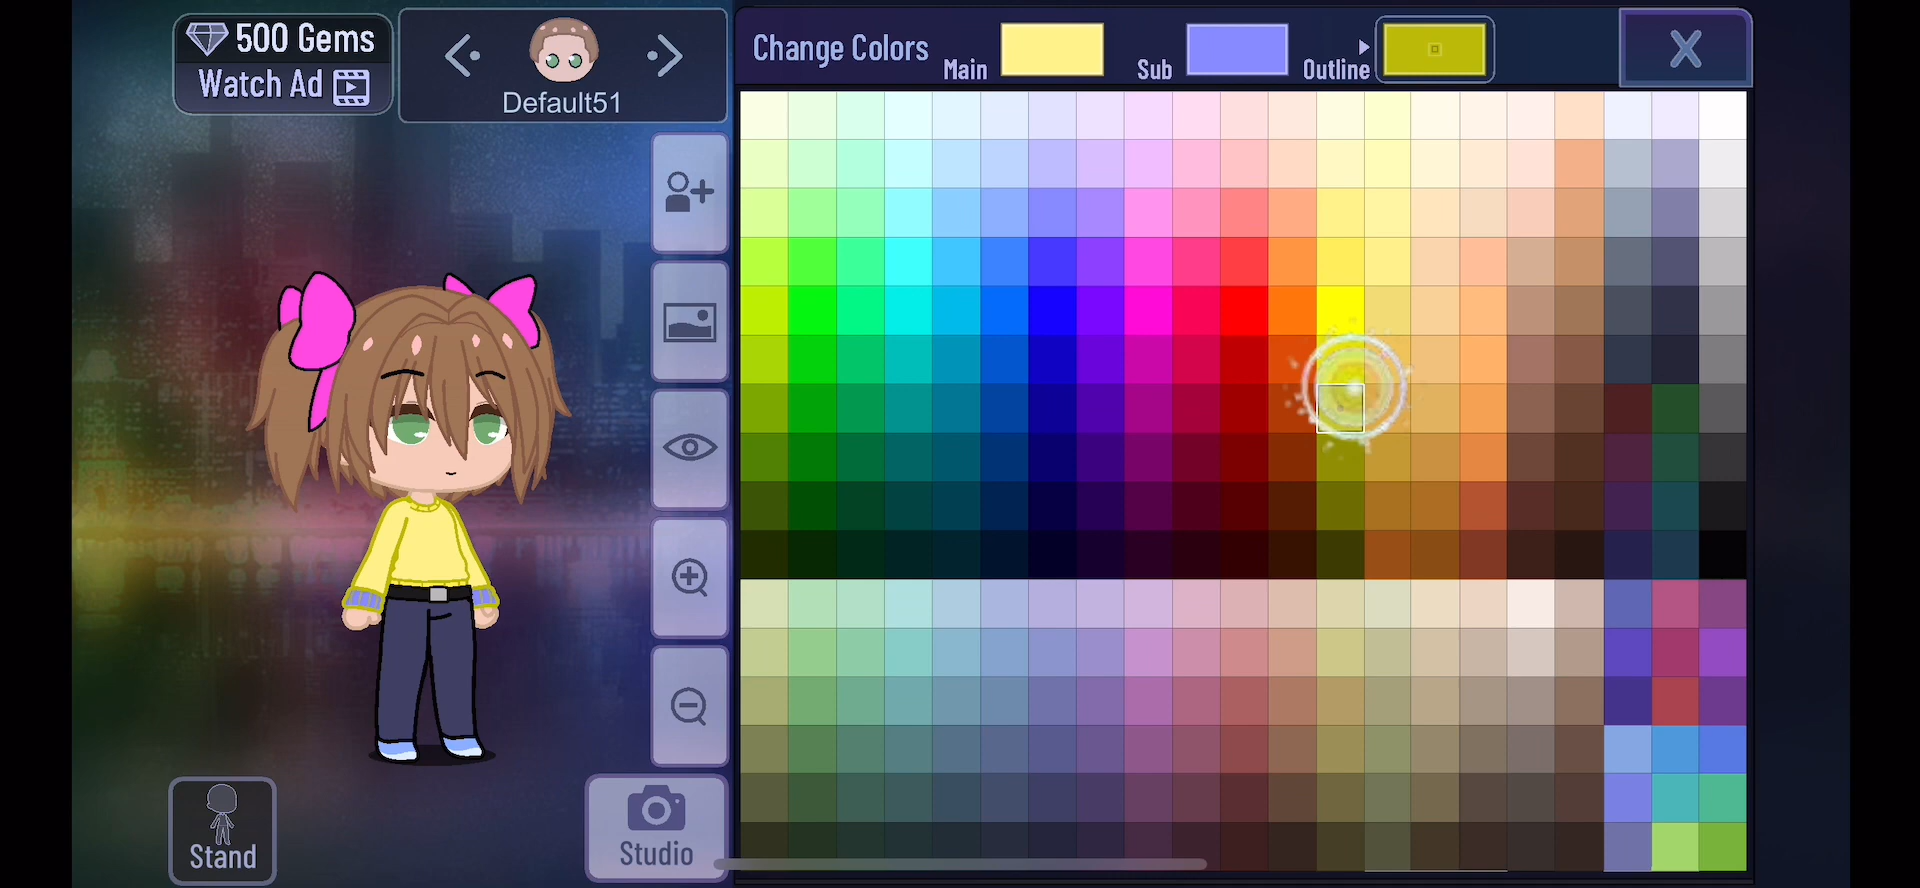 500 Gems
Watch Ad
Default51
Change Colors
Main
Sub
Outline
X
Stand
Studio